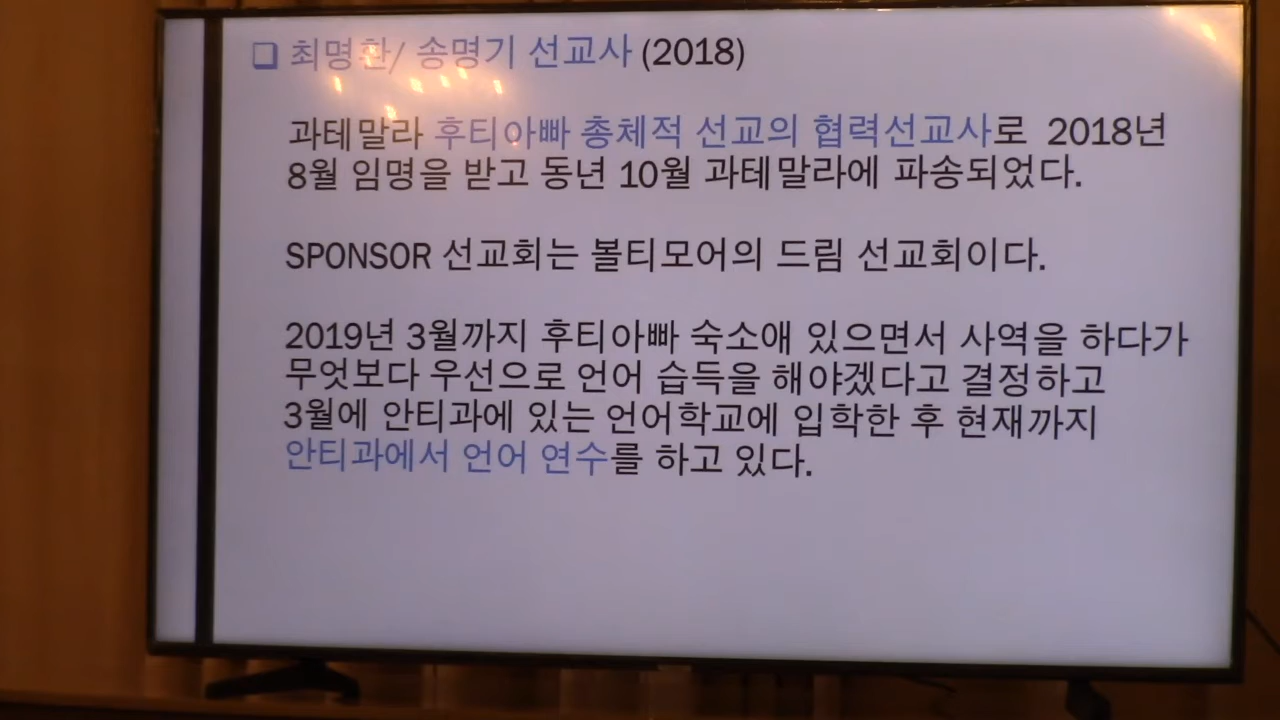 ❑ 최명환/ 송명기 선교사 (2018)
과테말라 후티아빠 총체적 선교의 협력선교사로 2018년
8월 임명을 받고 동년 10월 과테말라에 파송되었다.
SPONSOR 선교회는 볼티모어의 드림 선교회이다.
2019년 3월까지 후티아빠 숙소애 있으면서 사역을 하다가
무엇보다 우선으로 언어 습득을 해야겠다고 결정하고
3월에 안티과에 있는 언어학교에 입학한 후 현재까지
안티과에서 언어 연수를 하고 있다.